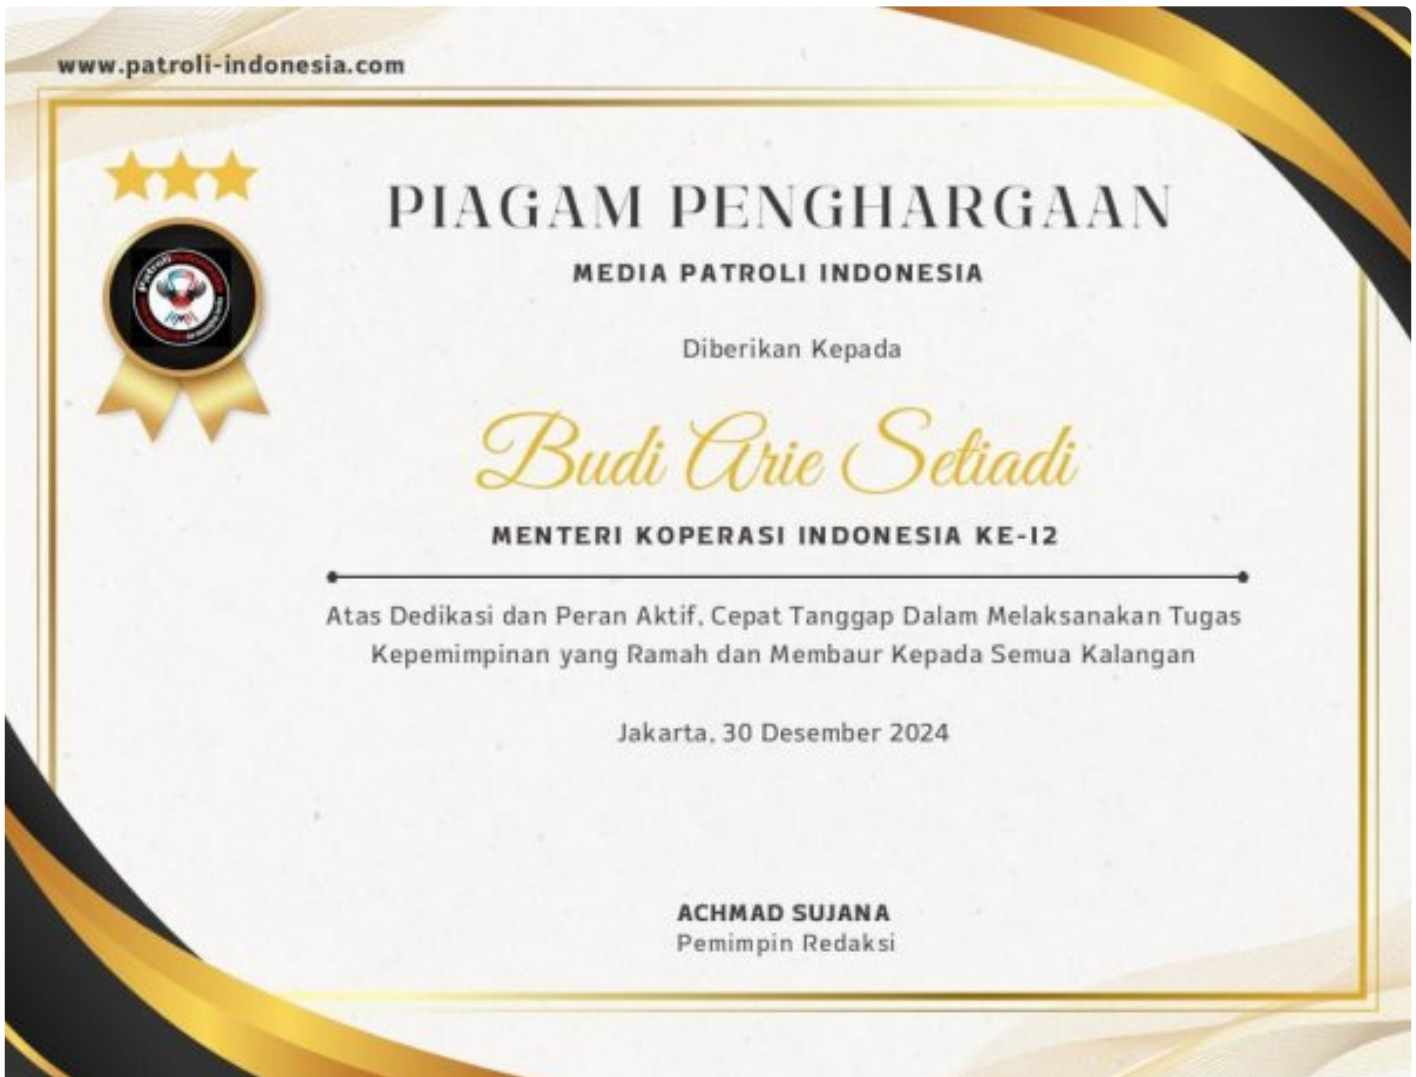 www.patroli-indonesia.com
PIAGAM PENGHARGAAN
MEDIA PATROLI INDONESIA
Diberikan Kepada
Budi Arie Setiadi
MENTERI KOPERASI INDONESIA KE-12
Atas Dedikasi dan Peran Aktif, Cepat Tanggap Dalam Melaksanakan Tugas
Kepemimpinan yang Ramah dan Membaur Kepada Semua Kalangan
Jakarta, 30 Desember 2024
ACHMAD SUJANA
Pemimpin Redaksi